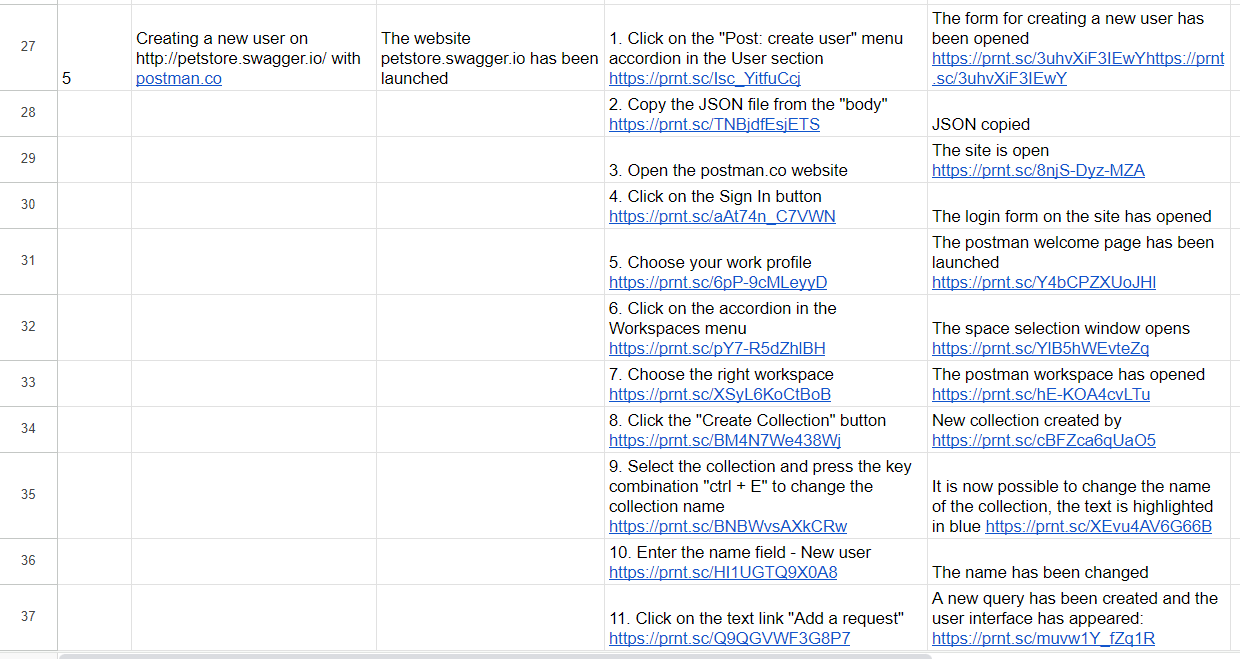 27
5
Creating a new user on
http://petstore.swagger.io/ with
postman.co
The website
petstore.swagger.io has been
launched
1. Click on the "Post: create user" menu
accordion in the User section
https://prnt.sc/Isc_YitfuCcj
The form for creating a new user has
been opened
https://prnt.sc/3uhvXiF3IEwYhttps://prnt
.sc/3uhvXiF3IEwY
28
2. Copy the JSON file from the "body"
https://prnt.sc/TNBjdfEsjETS
JSON copied
29
3. Open the postman.co website
The site is open
https://prnt.sc/8njS-Dyz-MZA
30
4. Click on the Sign In button
https://prnt.sc/aAt74n_C7VWN
The login form on the site has opened
31
5. Choose your work profile
https://prnt.sc/6pP-9cMLeyyD
The postman welcome page has been
launched
https://prnt.sc/Y4bCPZXUoJHl
32
6. Click on the accordion in the
Workspaces menu
https://prnt.sc/pY7-R5dZhlBH
The space selection window opens
https://prnt.sc/YlB5hWEvteZq
33
7. Choose the right workspace
https://prnt.sc/XSyL6KoCtBoB
The postman workspace has opened
https://prnt.sc/hE-KOA4cvLTu
34
8. Click the "Create Collection" button
https://prnt.sc/BM4N7We438Wj
New collection created by
https://prnt.sc/cBFZca6qUaO5
35
9. Select the collection and press the key
combination "ctrl + E" to change the
collection name
https://prnt.sc/BNBWvsAXkCRw
It is now possible to change the name
of the collection, the text is highlighted
in blue https://prnt.sc/XEvu4AV6G66B
36
10. Enter the name field - New user
https://prnt.sc/HI1UGTQ9X0A8
The name has been changed
37
11. Click on the text link "Add a request"
https://prnt.sc/Q9QGVWF3G8P7
A new query has been created and the
user interface has appeared:
https://prnt.sc/muvw1Y_fZq1R